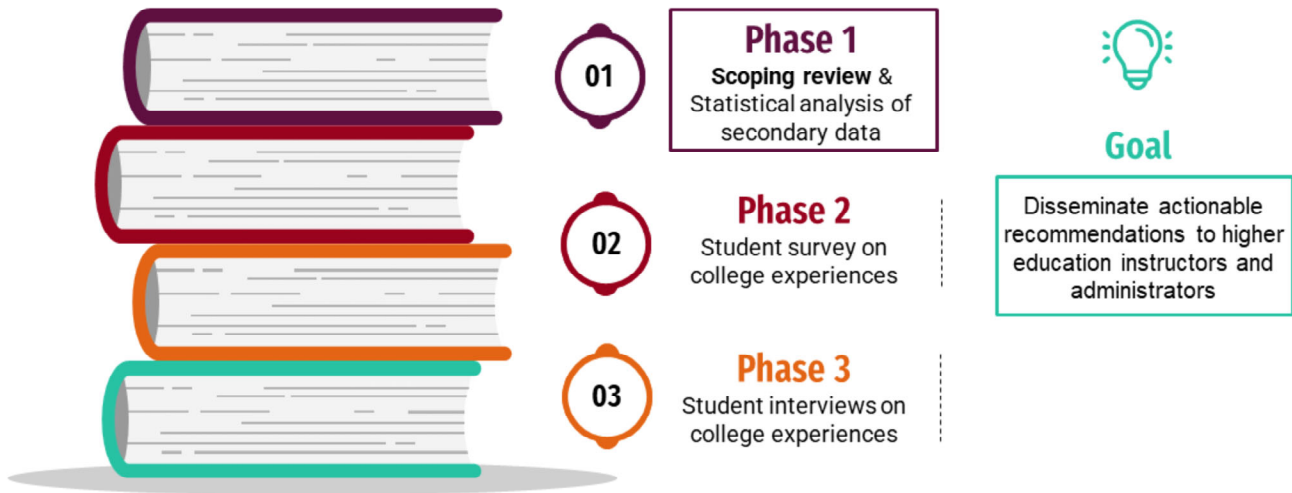 01
Phase 1
Scoping review &
Statistical analysis of
secondary data
02
Phase 2
Student survey on
college experiences
03
Phase 3
Student interviews on
college experiences
Goal
Disseminate actionable
recommendations to higher
education instructors and
administrators